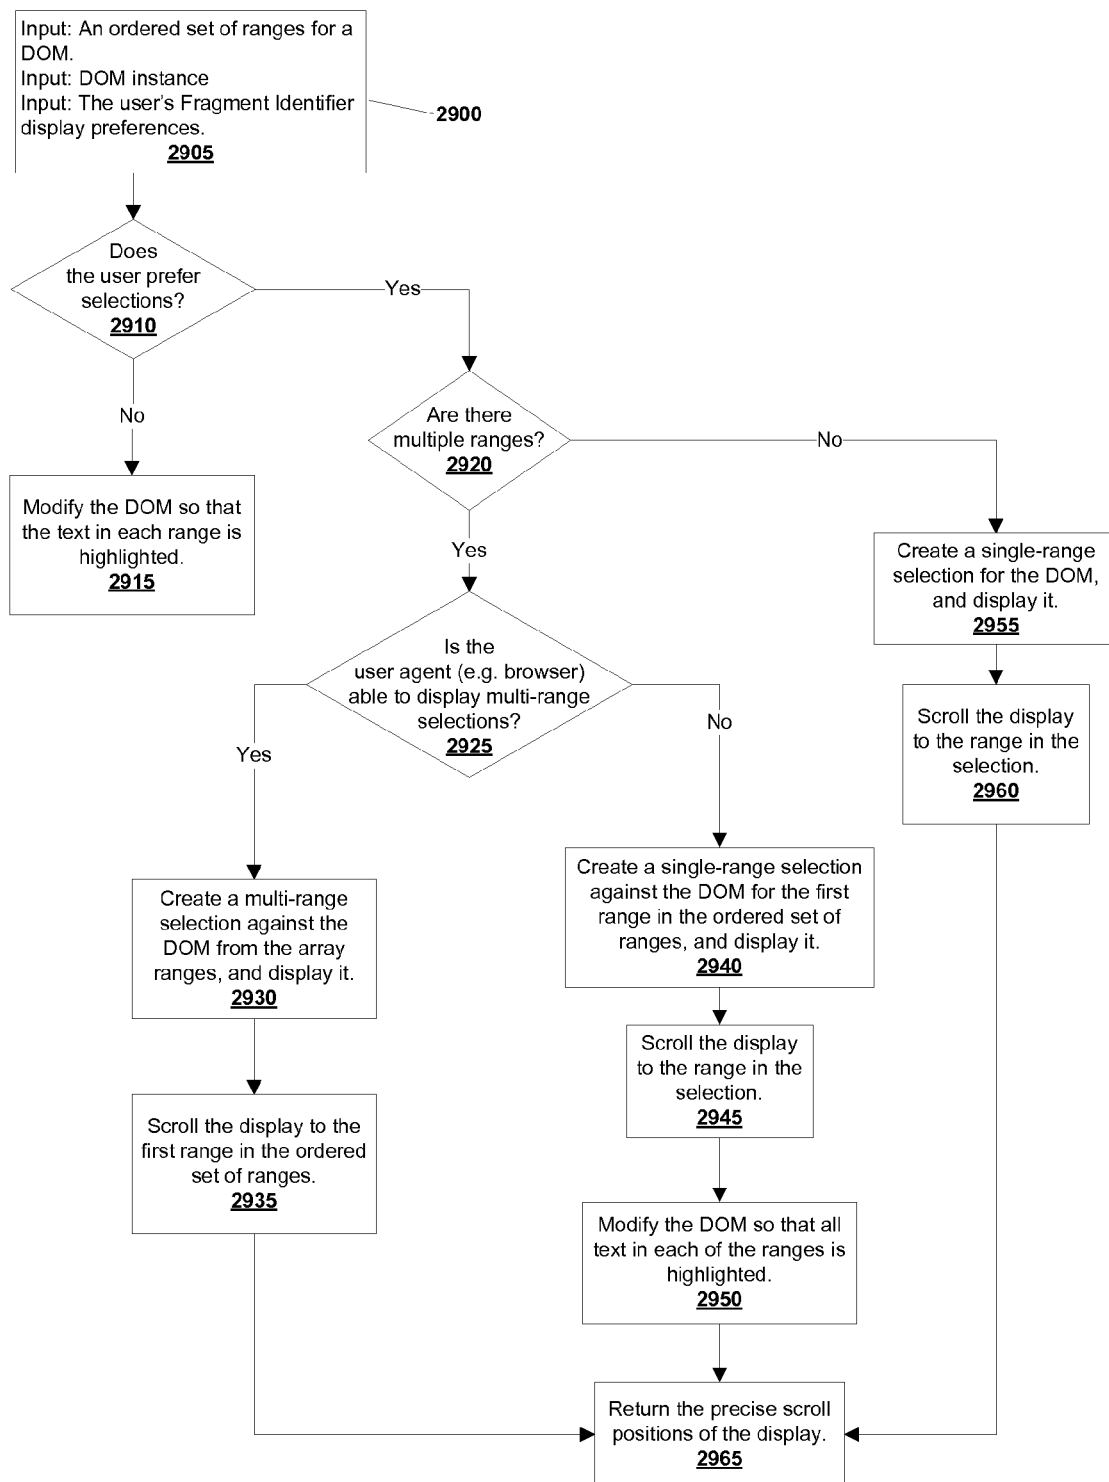 Input: An ordered set of ranges for a
DOM.
Input: DOM instance
Input: The user's Fragment Identifier
display preferences.
2905
2900
Does
the user prefer
selections?
2910
Yes
No
Are there
multiple ranges?
2920
No
Modify the DOM so that
the text in each range is
highlighted.
2915
Yes
Create a single-range
selection for the DOM,
and display it.
2955
Is the
user agent (e.g. browser)
able to display multi-range
selections?
2925
Yes
No
Scroll the display
to the range in the
selection.
2960
Create a multi-range
selection against the
DOM from the array
ranges, and display it.
2930
Create a single-range selection
against the DOM for the first
range in the ordered set of
ranges, and display it.
2940
Scroll the display
to the range in the
selection.
2945
Scroll the display to the
first range in the ordered
set of ranges.
2935
Modify the DOM so that all
text in each of the ranges is
highlighted.
2950
Return the precise scroll
positions of the display.
2965